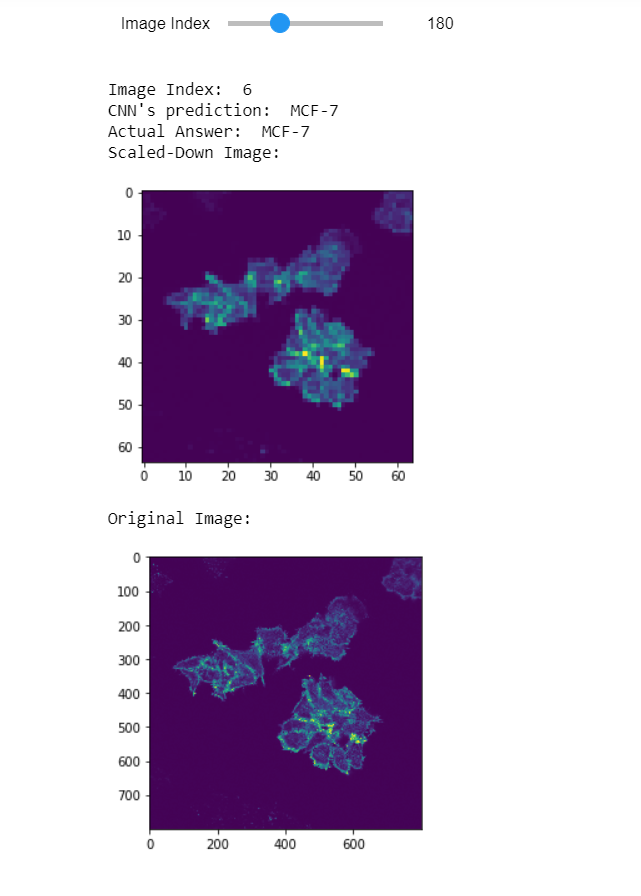 Image Index 180
Image Index: 6
CNN's prediction: MCF-7
Actual Answer: MCF-7
Scaled-Down Image:
0
10
20
30
40
50
60
0 10 20 30 40 50 60
Original Image:
0
100
200
300
400
500
600
700
0 200 400 600